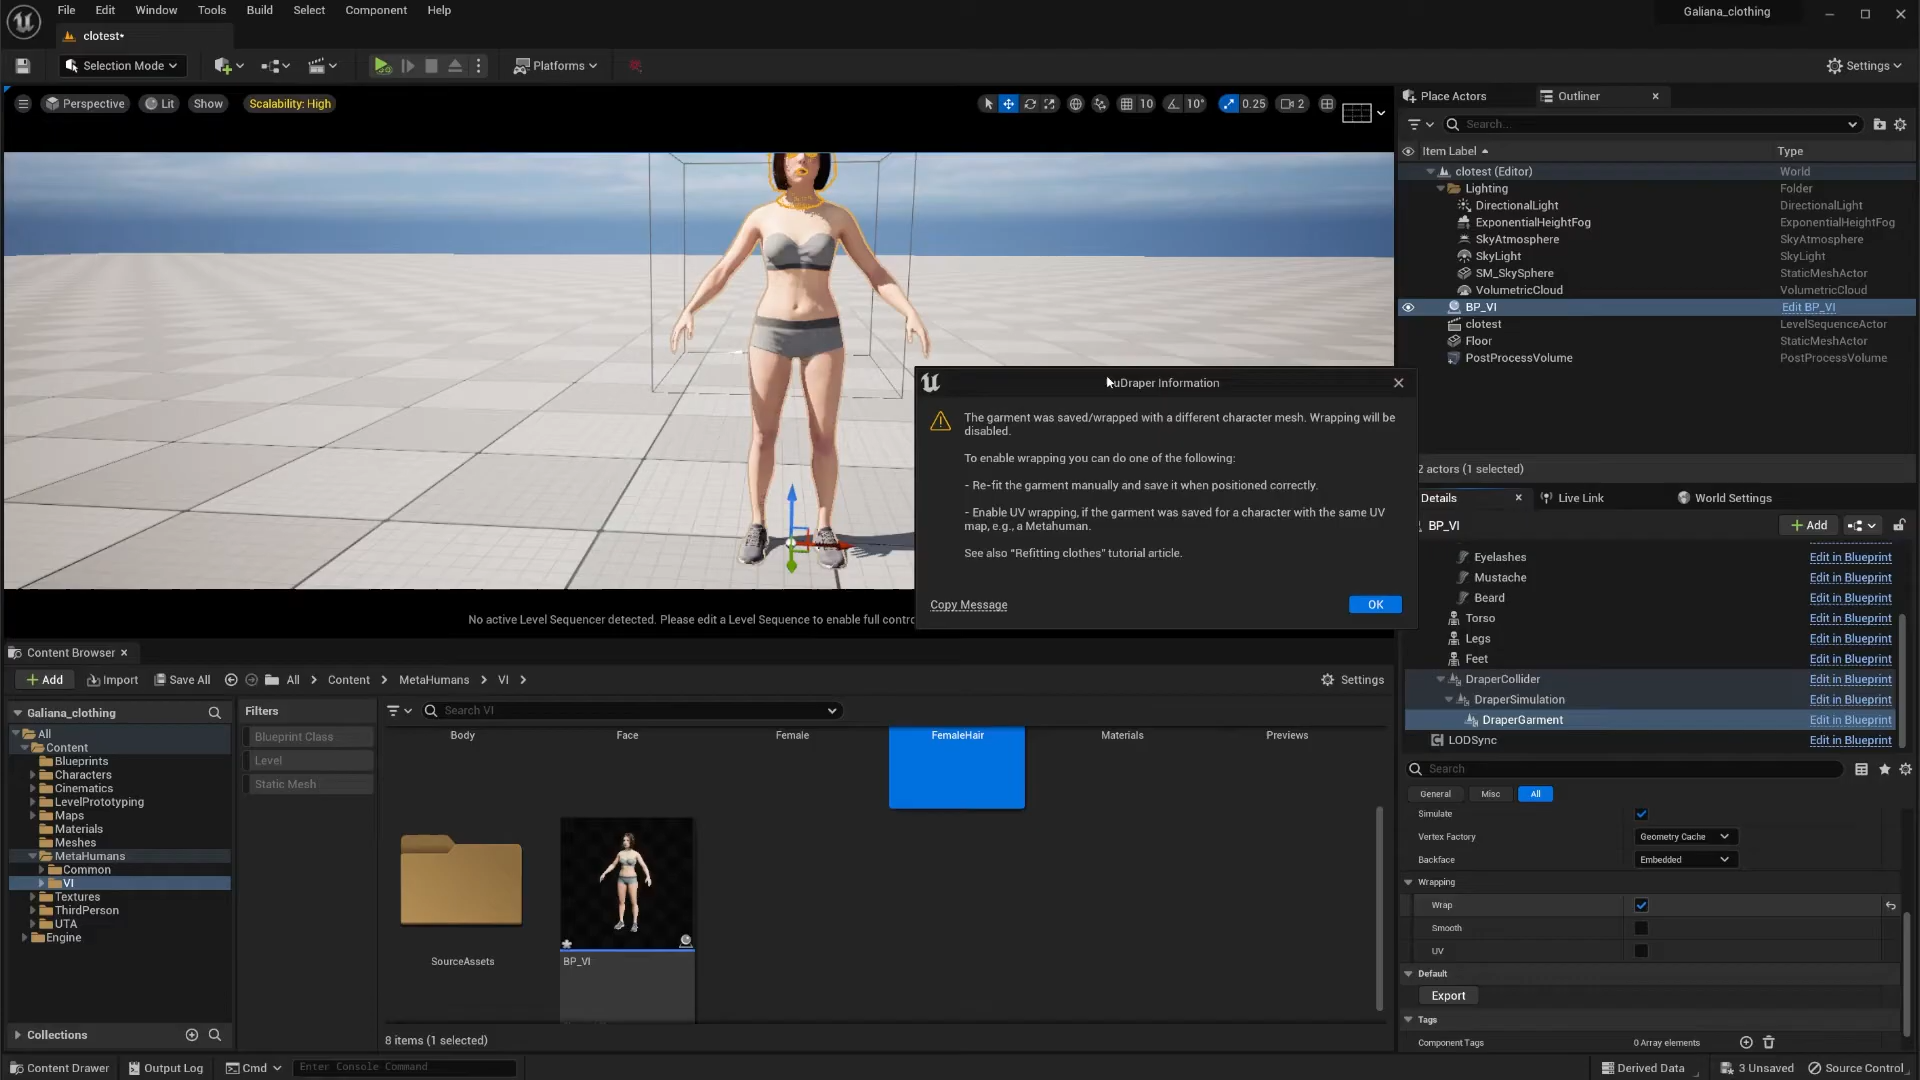 File Edit Window Tools Build Select Component Help
Galiana_clothing
clotest•
Selection Mode
Platforms
Settings
Perspective Lit Show Scalability: High
10 10° 0.25 2
Place Actors Outliner
Search...
Item Label Type
clotest (Editor) World
Lighting Folder
DirectionalLight DirectionalLight
ExponentialHeightFog ExponentialHeightFog
SkyAtmosphere SkyAtmosphere
SkyLight SkyLight
SM_SkySphere StaticMeshActor
VolumetricCloud VolumetricCloud
BP_VI Edit BP_VI
clotest LevelSequenceActor
Floor StaticMeshActor
PostProcessVolume PostProcessVolume
2 actors (1 selected)
uDraper Information
The garment was saved/wrapped with a different character mesh. Wrapping will be
disabled.
To enable wrapping you can do one of the following:
- Re-fit the garment manually and save it when positioned correctly.
- Enable UV wrapping, if the garment was saved for a character with the same UV
map, e.g., a Metahuman.
See also "Refitting clothes" tutorial article.
Copy Message OK
No active Level Sequencer detected. Please edit a Level Sequence to enable full contro
Details Live Link World Settings
BP_VI Add
Eyelashes Edit in Blueprint
Mustache Edit in Blueprint
Beard Edit in Blueprint
Torso Edit in Blueprint
Legs Edit in Blueprint
Feet Edit in Blueprint
DraperCollider Edit in Blueprint
DraperSimulation Edit in Blueprint
DraperGarment Edit in Blueprint
LODSync Edit in Blueprint
Search
General Misc All
Simulate
Vertex Factory Geometry Cache
Backface Embedded
Wrapping
Wrap
Smooth
UV
Default
Export
Tags
Component Tags 0 Array elements
Content Browser
Add Import Save All All Content MetaHumans VI Settings
Galiana_clothing
All
Content
Blueprints
Characters
Cinematics
LevelPrototyping
Maps
Materials
Meshes
MetaHumans
Common
VI
Textures
ThirdPerson
UTA
Engine
Collections
Filters
Blueprint Class
Level
Static Mesh
Search VI
Body Face Female FemaleHair Materials Previews
SourceAssets BP_VI
8 items (1 selected)
Content Drawer Output Log Cmd Enter Console Command Derived Data 3 Unsaved Source Control